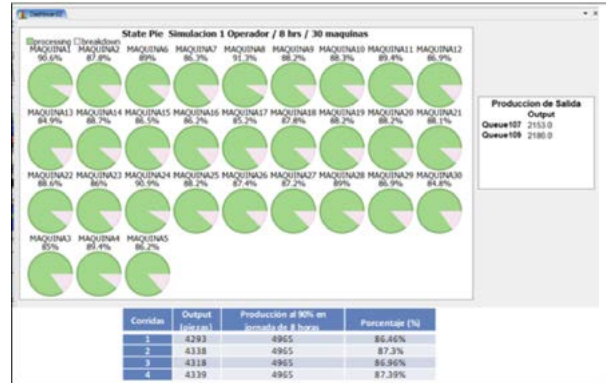 Dashboard2
State Pie Simulacion 1 Operador / 8 hrs / 30 maquinas
processing breakdown
MAQUINA1 MAQUINA2 MAQUINA6 MAQUINA7 MAQUINA8 MAQUINA9 MAQUINA10 MAQUINA11 MAQUINA12
90.6% 87.8% 89% 86.3% 91.3% 88.2% 88.3% 89.4% 86.9%
MAQUINA13 MAQUINA14 MAQUINA15 MAQUINA16 MAQUINA17 MAQUINA18 MAQUINA19 MAQUINA20 MAQUINA21
84.9% 88.7% 86.5% 86.2% 85.2% 87.8% 88.2% 88.2% 88.1%
MAQUINA22 MAQUINA23 MAQUINA24 MAQUINA25 MAQUINA26 MAQUINA27 MAQUINA28 MAQUINA29 MAQUINA30
88.6% 86% 90.9% 88.2% 87.4% 87.2% 89% 86.9% 84.8%
MAQUINA3 MAQUINA4 MAQUINA5
85% 89.4% 86.2%
Produccion de Salida
Output
Queue107 2153.0
Queue109 2180.0
Corridas Output (piezas) Producción al 90% en jornada de 8 horas Porcentaje (%)
1 4293 4965 86.46%
2 4338 4965 87.3%
3 4318 4965 86.96%
4 4339 4965 87.39%